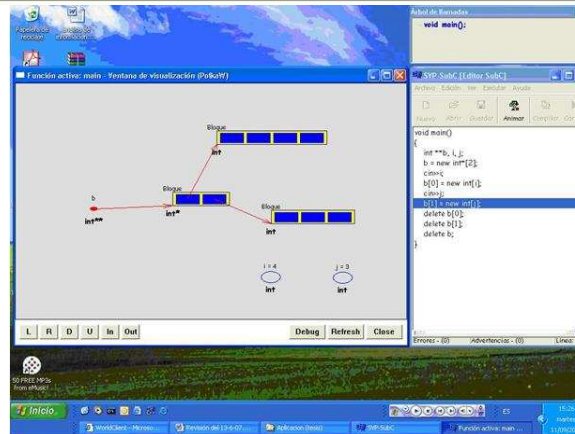 Papelera de reciclaje
Arbol de llamadas
void main();
Función activa: main - Ventana de visualización (PolkaW)
SYP-SubC [Editor SubC]
Archivo Edición Ver Ejecutar Ayuda
Nuevo Abrir Guardar Animar Compilar
void main()
{
int **b, i, j;
b = new int*[2];
cin>>i;
b[0] = new int[i];
cin>>j;
b[1] = new int[j];
delete b[0];
delete b[1];
delete b;
}
Bloque
int
b
int**
Bloque
int*
Bloque
int
i = 4
int
j = 3
int
L R D U In Out
Debug Refresh Close
Errores - (0) Advertencias - (0) Linea:
50 FREE MP3s from eMusic!
Inicio
ES
15:26
martes
WorldClient - Microso...
Revisión del 13-6-07....
Aplicacion (tesis)
SYP-SubC
Función activa: main ...